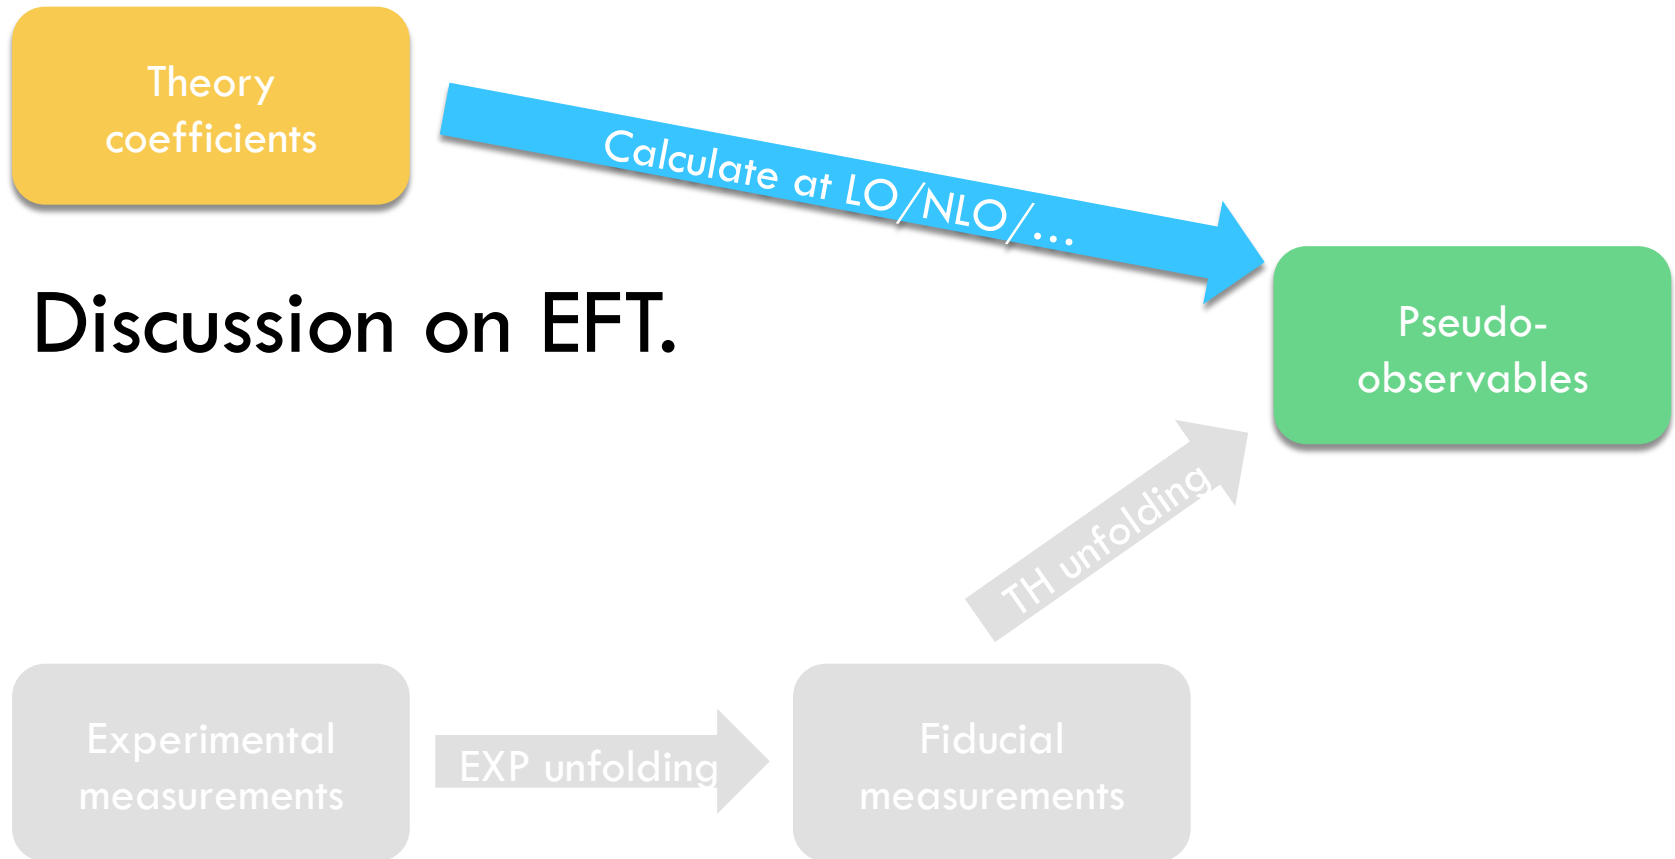 Theory
coefficients
Calculate at LO/NLO/...
Discussion on EFT.
Pseudo-
observables
TH unfolding
Experimental
measurements
EXP unfolding
Fiducial
measurements